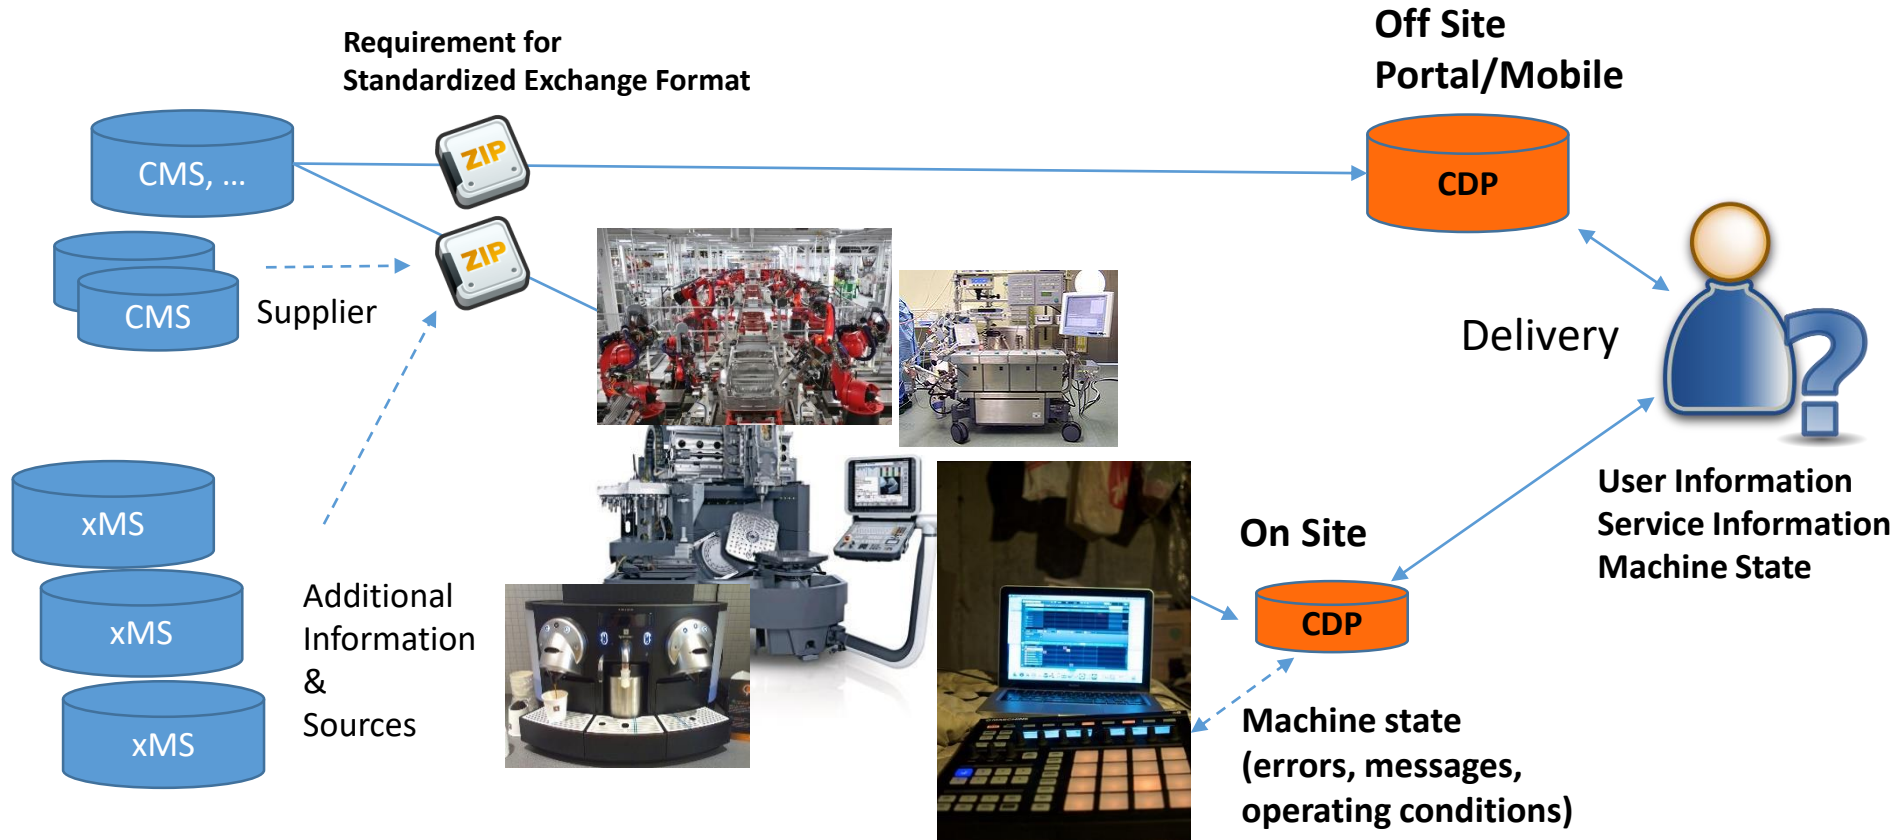 Requirement for
Standardized Exchange Format
Off Site
Portal/Mobile
CMS, ...
ZIP
ZIP
CDP
CMS
Supplier
Delivery
xMS
xMS
xMS
Additional
Information
&
Sources
On Site
CDP
User Information
Service Information
Machine State
Machine state
(errors, messages,
operating conditions)